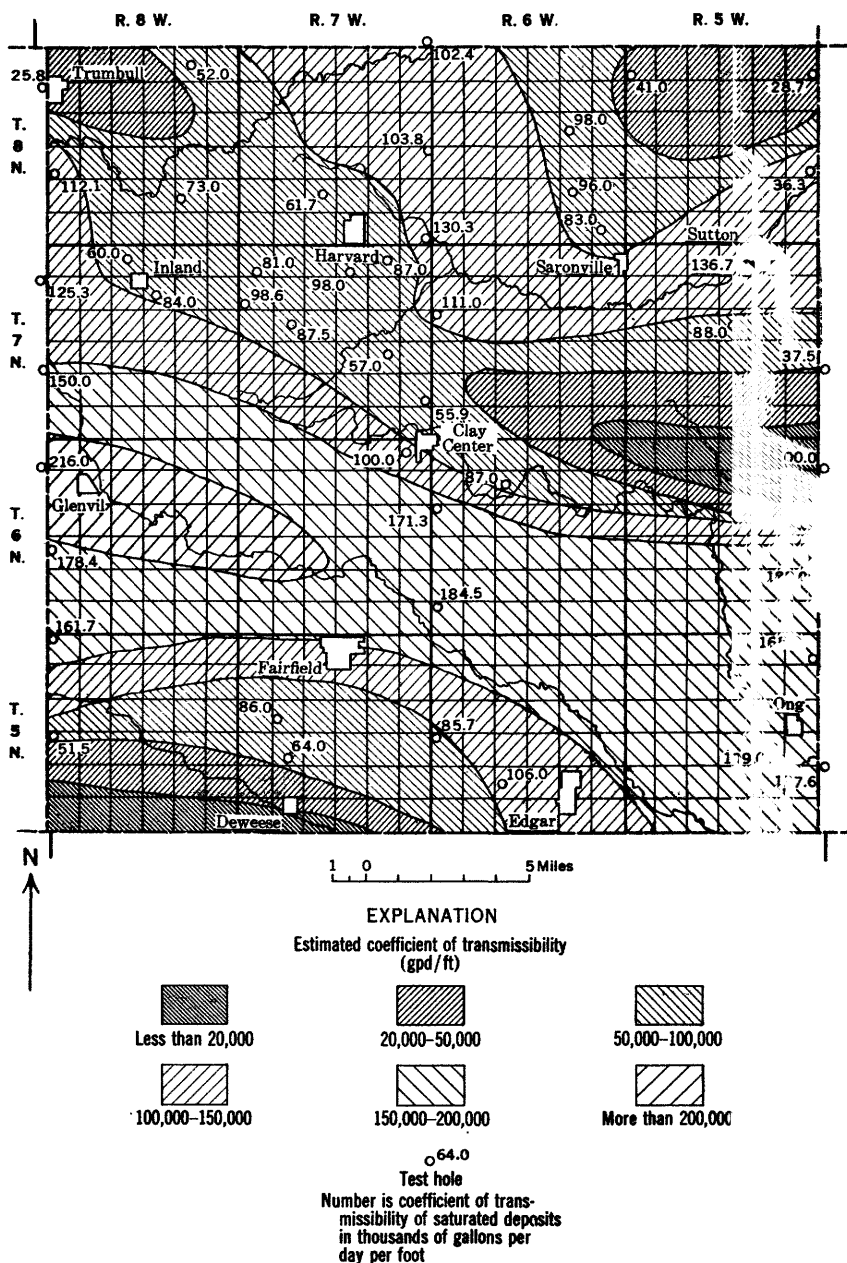 R. 8 W. R. 7 W. R. 6 W. R. 5 W.
T. 8 N.
T. 7 N.
T. 6 N.
T. 5 N.
25.8
Trumbull
52.0
102.4
41.0
28.7
98.0
103.8
112.1
73.0
61.7
96.0
36.3
83.0
130.3
Sutton
60.0
Inland
81.0
Harvard
87.0
98.0
Saronville
136.7
125.3
84.0
98.6
111.0
87.5
88.0
57.0
37.5
150.0
55.9
Clay
Center
100.0
216.0
Glenvil
87.0
171.3
178.4
184.5
161.7
Fairfield
86.0
85.7
Ong
51.5
64.0
106.0
Deweese
Edgar
N
1 0 5 Miles
EXPLANATION
Estimated coefficient of transmissibility
(gpd/ft)
Less than 20,000
20,000–50,000
50,000–100,000
100,000–150,000
150,000–200,000
More than 200,000
64.0
Test hole
Number is coefficient of trans-
missibility of saturated deposits
in thousands of gallons per
day per foot